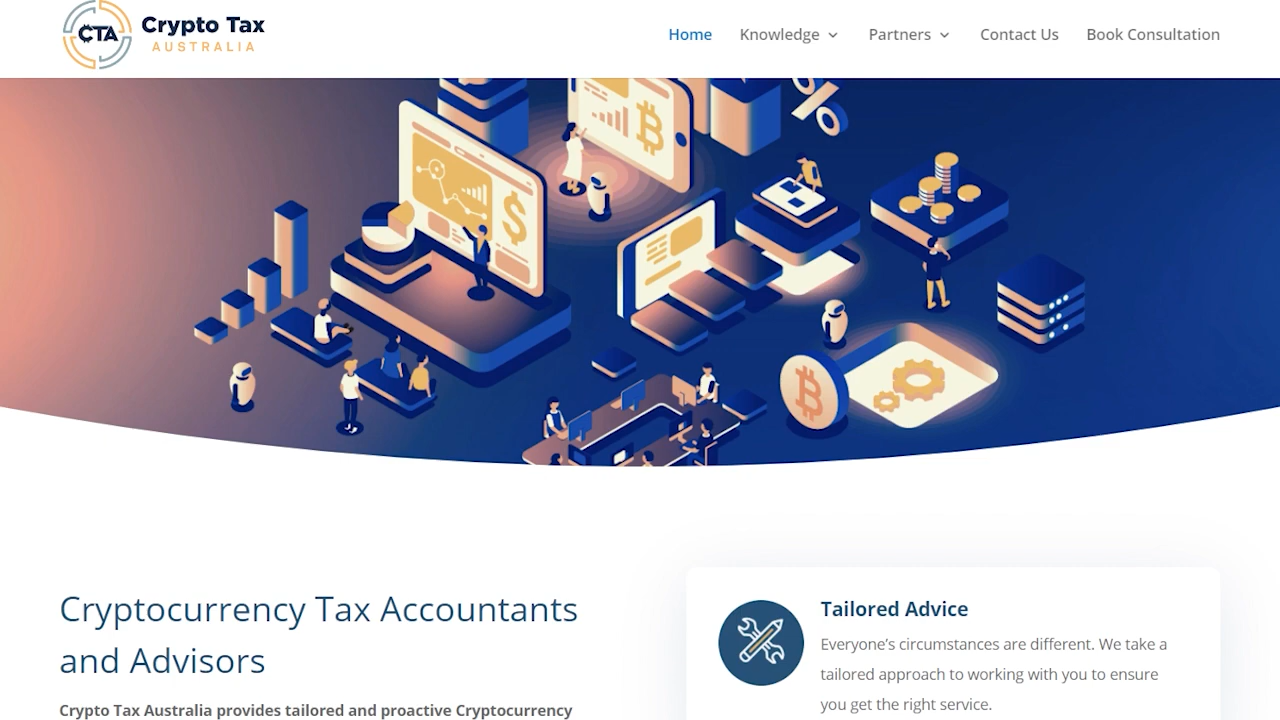 CTA
Crypto Tax
AUSTRALIA
Home
Knowledge
Partners
Contact Us
Book Consultation
%
$
Cryptocurrency Tax Accountants
and Advisors
Crypto Tax Australia provides tailored and proactive Cryptocurrency
Tailored Advice
Everyone’s circumstances are different. We take a
tailored approach to working with you to ensure
you get the right service.